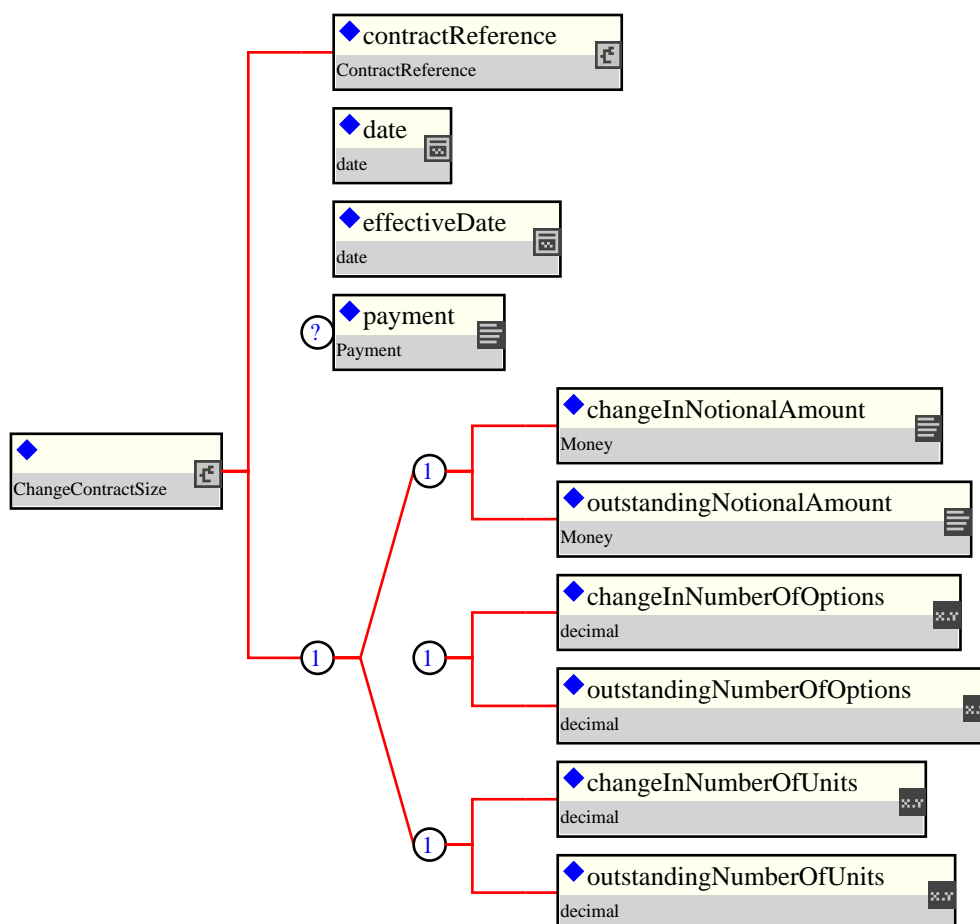 contractReference
ContractReference
date
date
effectiveDate
date
?
payment
Payment
ChangeContractSize
1
1
changeInNotionalAmount
Money
outstandingNotionalAmount
Money
1
changeInNumberOfOptions
decimal
x.Y
outstandingNumberOfOptions
decimal
1
changeInNumberOfUnits
decimal
x.Y
outstandingNumberOfUnits
decimal
x.Y